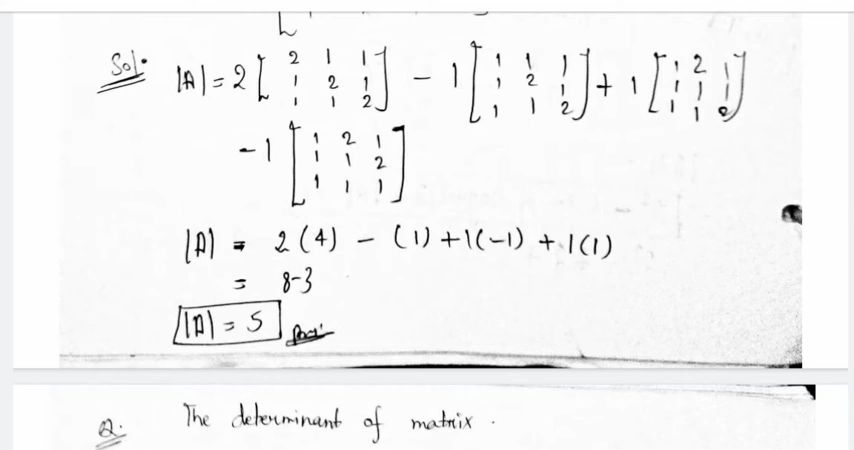 Sol.
|A| = 2 [ 2 1 1 - 1 [ 1 1 1 + 1 [ 1 2 1
1 2 1 1 2 1 1 1 1
1 1 2 ] 1 1 2 ] 1 1 2 ]
-1 [ 1 2 1
1 1 2
1 1 1 ]
|A| = 2 (4) - (1) + 1(-1) + 1(1)
= 8-3
|A| = 5
Q. The determinant of matrix.